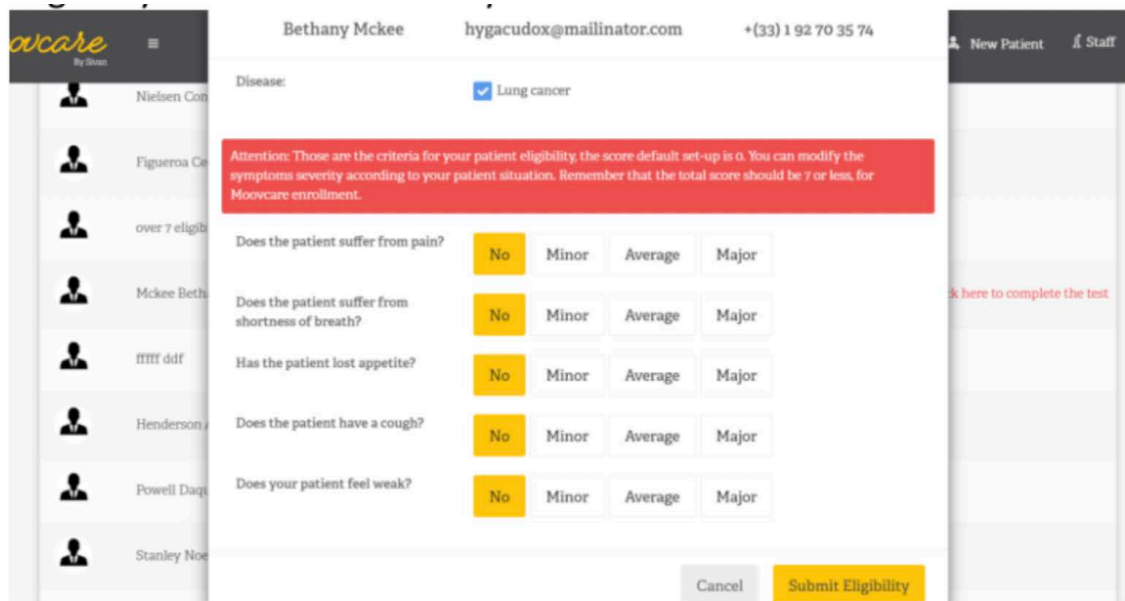 ovcare
By Sivan
Bethany Mckee hygacudox@mailinator.com +(33) 1 92 70 35 74
New Patient
Staff
Disease:
Lung cancer
Attention: Those are the criteria for your patient eligibility, the score default set-up is 0. You can modify the
symptoms severity according to your patient situation. Remember that the total score should be 7 or less, for
Moovcare enrollment.
Does the patient suffer from pain?
No Minor Average Major
Does the patient suffer from
shortness of breath?
No Minor Average Major
Has the patient lost appetite?
No Minor Average Major
Does the patient have a cough?
No Minor Average Major
Does your patient feel weak?
No Minor Average Major
Cancel Submit Eligibility
Nielsen Con
Figueroa Ce
over 7 eligib
Mckee Beth
k here to complete the test
fffff ddf
Henderson
Powell Daqu
Stanley Noe